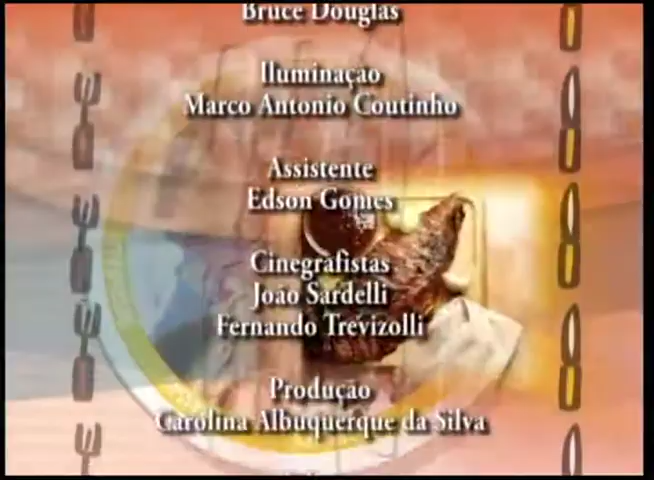 Bruce Douglas
Iluminação
Marco Antonio Coutinho
Assistente
Edson Gomes
Cinegrafistas
João Sardelli
Fernando Trevizolli
Produção
Carolina Albuquerque da Silva